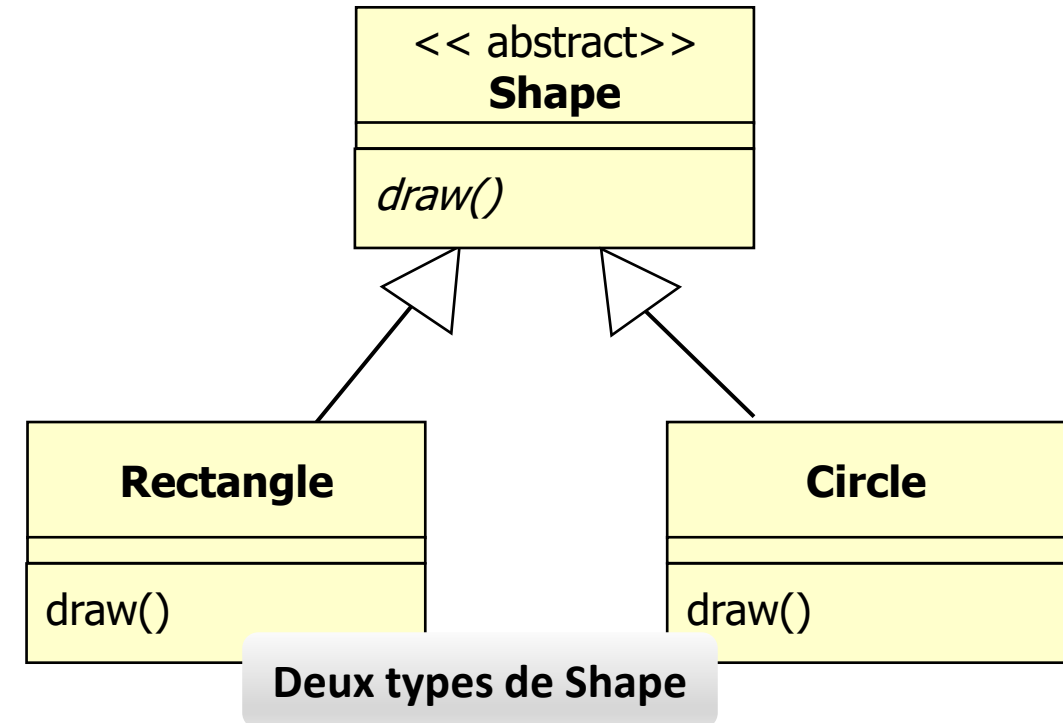 << abstract>>
Shape
draw()
Rectangle
Circle
draw()
draw()
Deux types de Shape